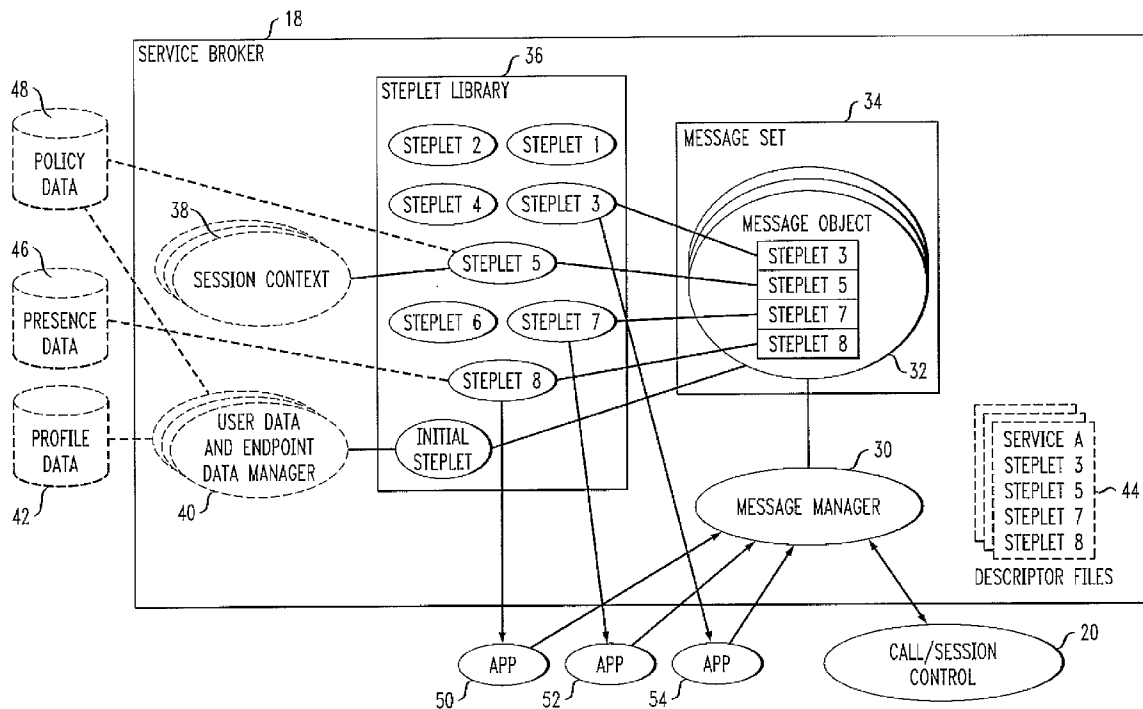 18
SERVICE BROKER
36
STEPLET LIBRARY
STEPLET 2
STEPLET 1
STEPLET 4
STEPLET 3
STEPLET 5
STEPLET 6
STEPLET 7
STEPLET 8
INITIAL
STEPLET
34
MESSAGE SET
MESSAGE OBJECT
STEPLET 3
STEPLET 5
STEPLET 7
STEPLET 8
32
48
POLICY
DATA
38
SESSION CONTEXT
46
PRESENCE
DATA
PROFILE
DATA
42
USER DATA
AND ENDPOINT
DATA MANAGER
40
30
MESSAGE MANAGER
SERVICE A
STEPLET 3
STEPLET 5
STEPLET 7
STEPLET 8
44
DESCRIPTOR FILES
APP
50
APP
52
APP
54
CALL/SESSION
CONTROL
20